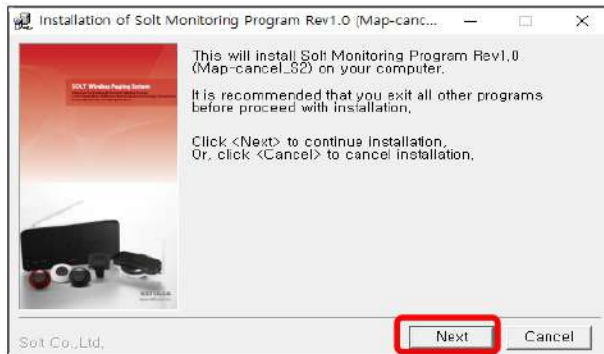 Installation of Solt Monitoring Program Rev1.0 (Map-canc...
SOLT Wireless Paging System
This will install Solt Monitoring Program Rev1.0
(Map-cancel_S2) on your computer.
It is recommended that you exit all other programs
before proceed with installation.
Click <Next> to continue installation.
Or, click <Cancel> to cancel installation.
Solt Co.,Ltd.
Next
Cancel